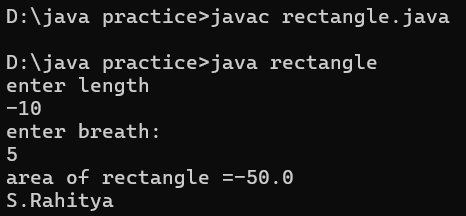 D:\java practice>javac rectangle.java
D:\java practice>java rectangle
enter length
-10
enter breath:
5
area of rectangle =-50.0
S.Rahitya